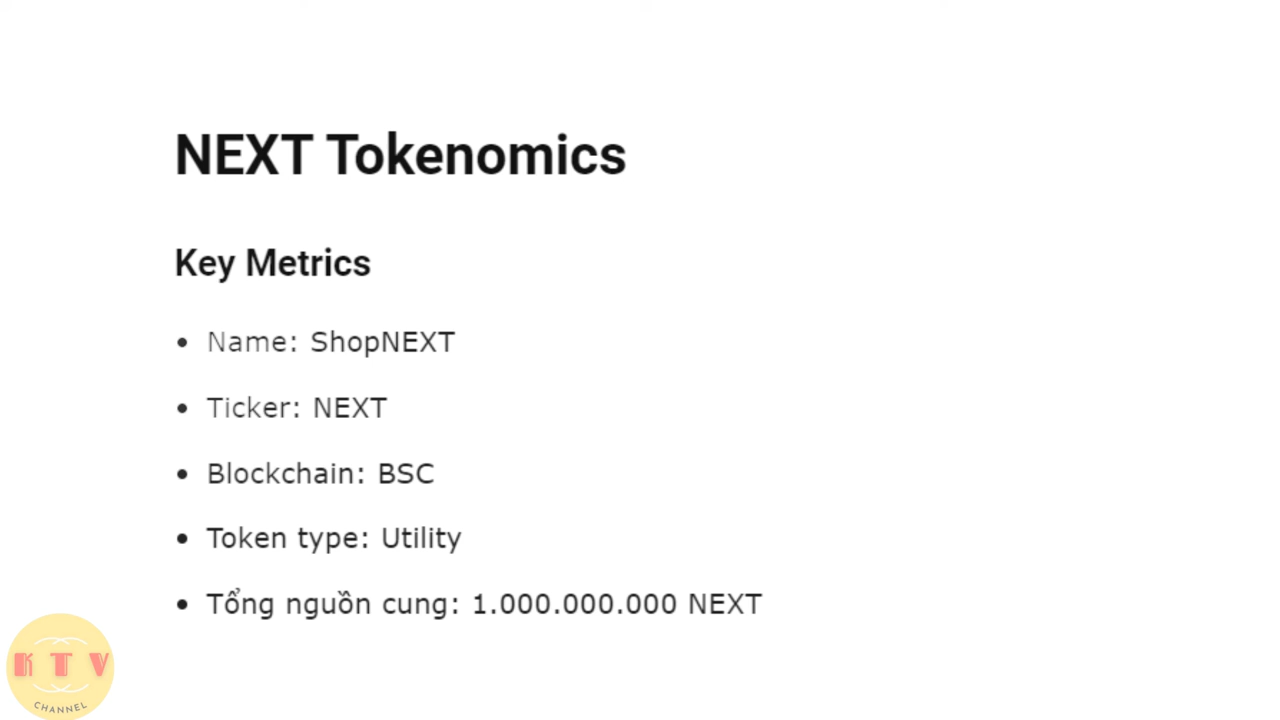 NEXT Tokenomics
Key Metrics
• Name: ShopNEXT
• Ticker: NEXT
• Blockchain: BSC
• Token type: Utility
• Tổng nguồn cung: 1.000.000.000 NEXT
KTV
CHANNEL